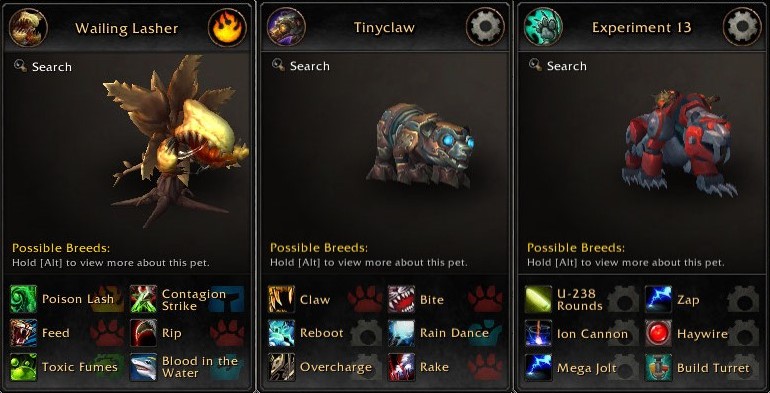 Wailing Lasher
Search
Possible Breeds:
Hold [Alt] to view more about this pet.
Poison Lash
Contagion
Strike
Feed
Rip
Toxic Fumes
Blood in the
Water
Tinyclaw
Search
Possible Breeds:
Hold [Alt] to view more about this pet.
Claw
Bite
Reboot
Rain Dance
Overcharge
Rake
Experiment 13
Search
Possible Breeds:
Hold [Alt] to view more about this pet.
U-238
Rounds
Zap
Ion Cannon
Haywire
Mega Jolt
Build Turret